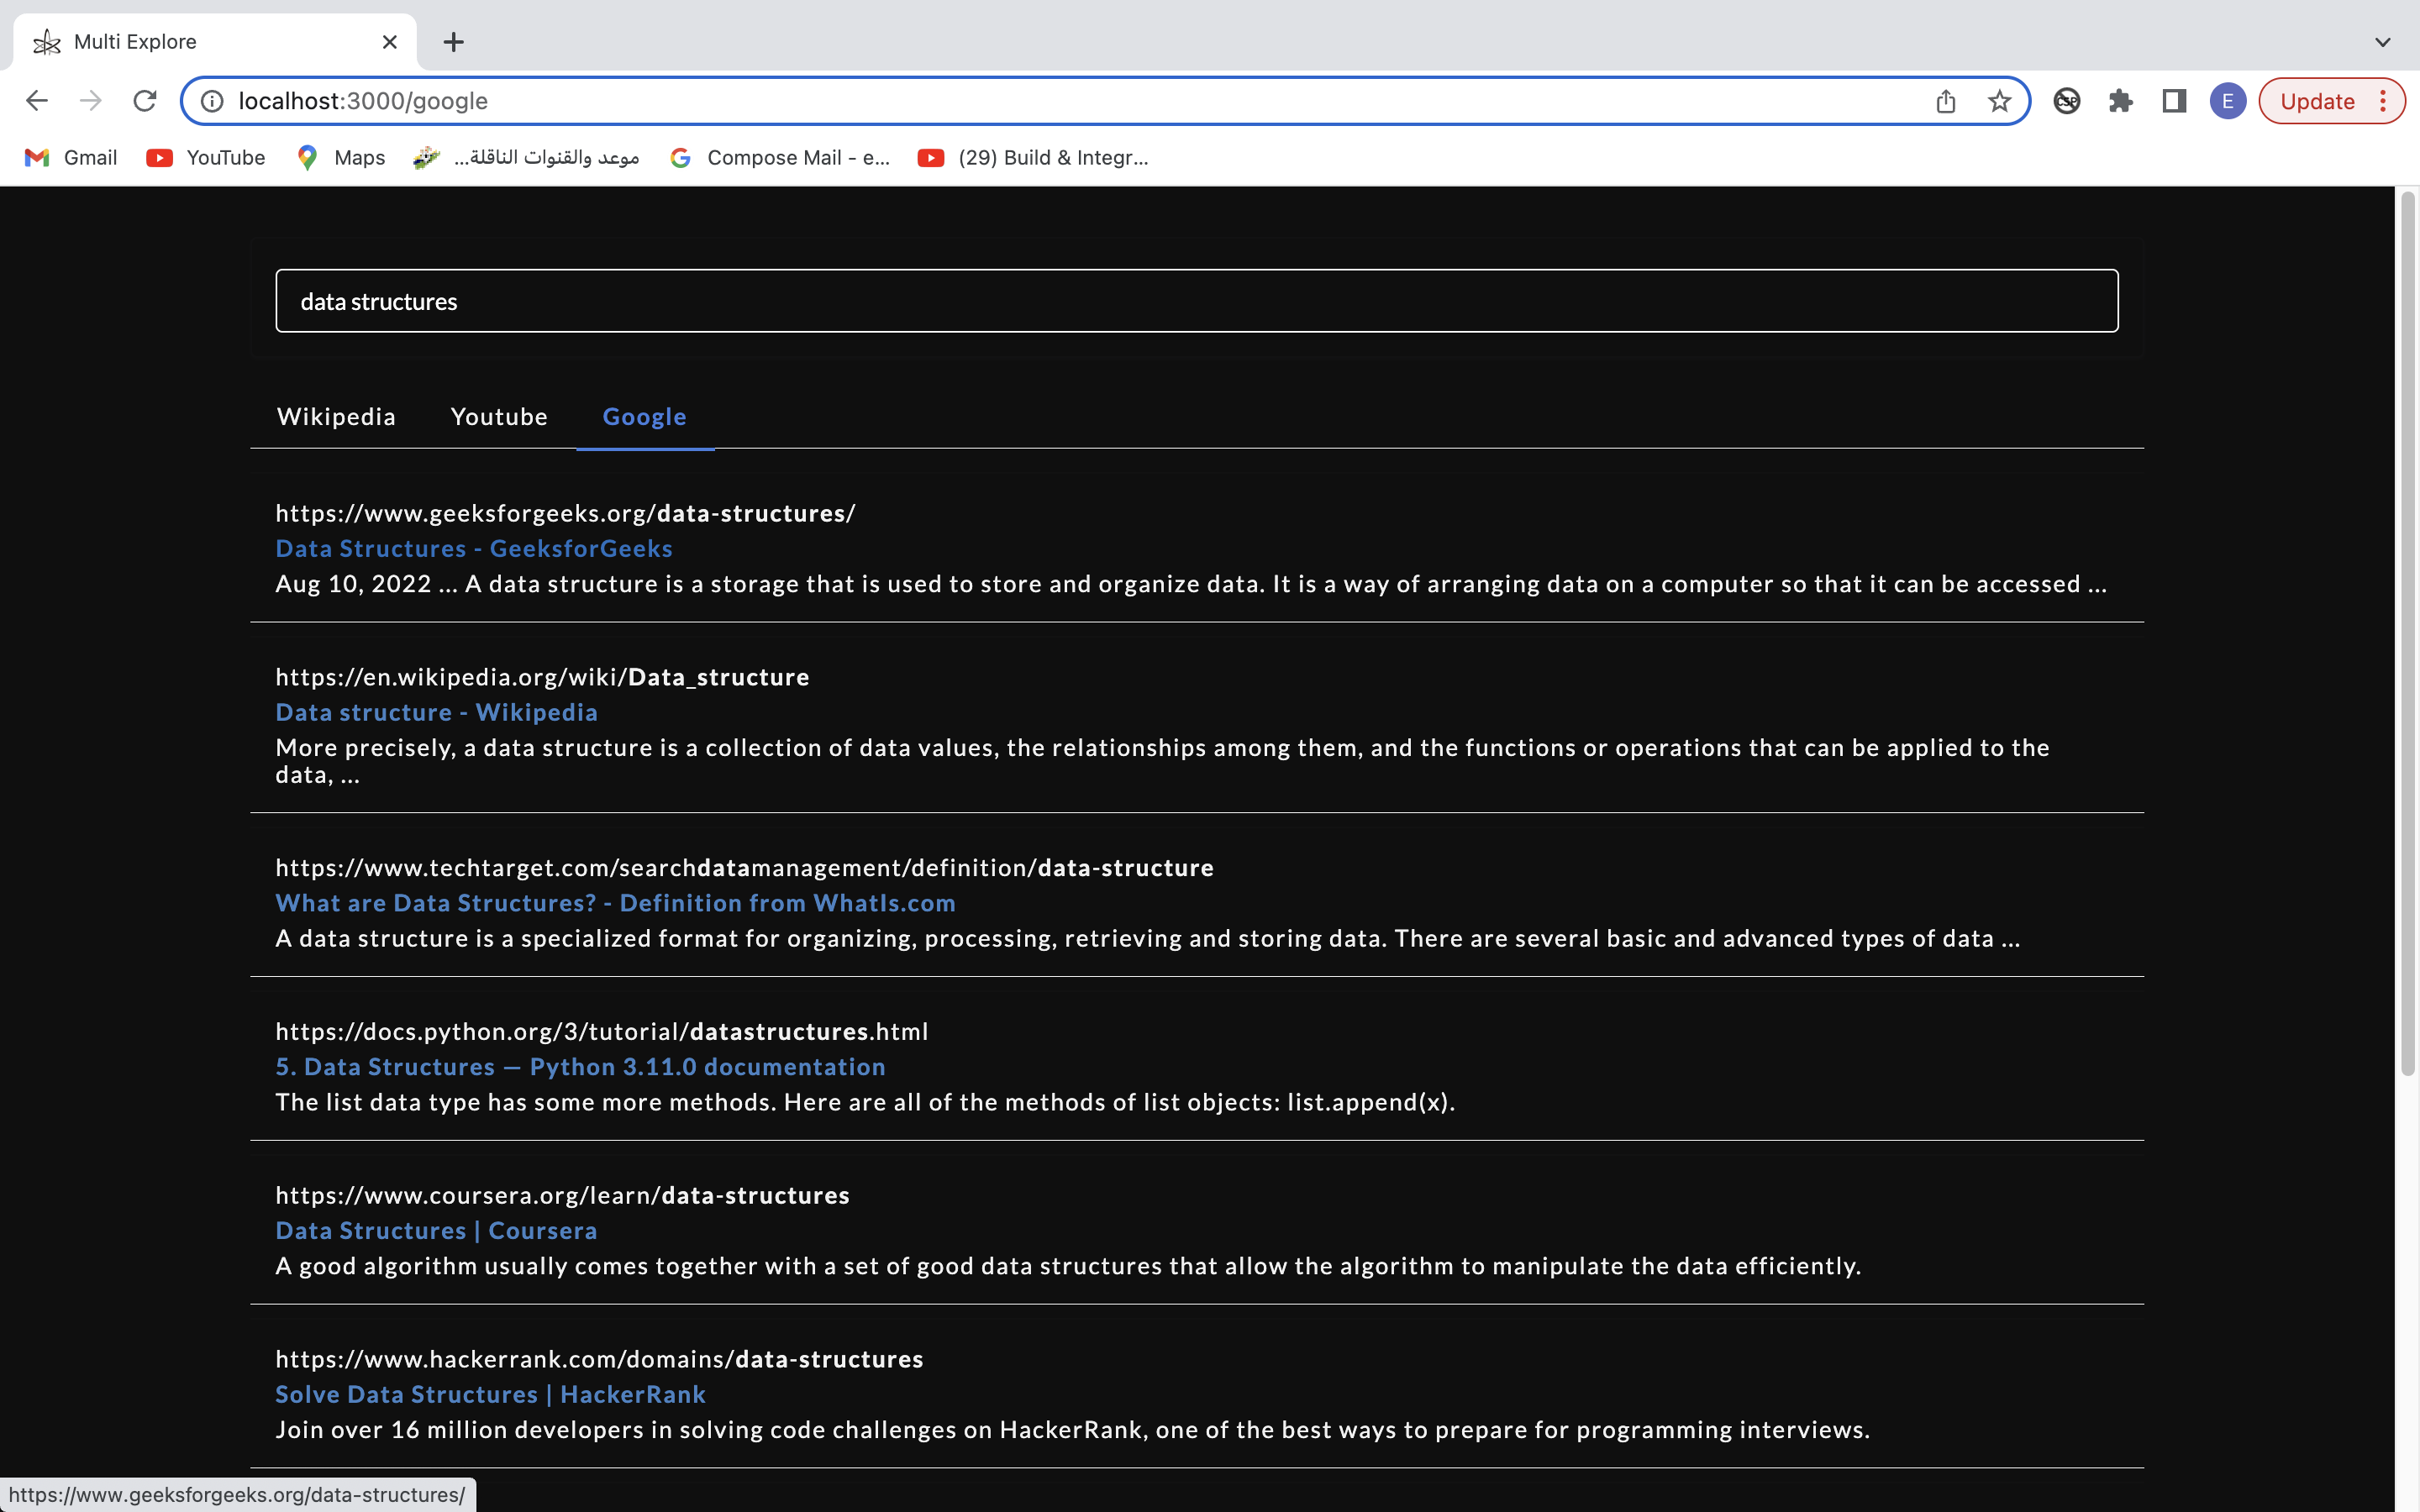 Multi Explore
localhost:3000/google
E
Update
Gmail
YouTube
Maps
موعد والقنوات الناقلة...
Compose Mail - e...
(29) Build & Integr...
data structures
Wikipedia
Youtube
Google
https://www.geeksforgeeks.org/data-structures/
Data Structures - GeeksforGeeks
Aug 10, 2022 ... A data structure is a storage that is used to store and organize data. It is a way of arranging data on a computer so that it can be accessed ...
https://en.wikipedia.org/wiki/Data_structure
Data structure - Wikipedia
More precisely, a data structure is a collection of data values, the relationships among them, and the functions or operations that can be applied to the
data, ...
https://www.techtarget.com/searchdatamanagement/definition/data-structure
What are Data Structures? - Definition from WhatIs.com
A data structure is a specialized format for organizing, processing, retrieving and storing data. There are several basic and advanced types of data ...
https://docs.python.org/3/tutorial/datastructures.html
5. Data Structures — Python 3.11.0 documentation
The list data type has some more methods. Here are all of the methods of list objects: list.append(x).
https://www.coursera.org/learn/data-structures
Data Structures | Coursera
A good algorithm usually comes together with a set of good data structures that allow the algorithm to manipulate the data efficiently.
https://www.hackerrank.com/domains/data-structures
Solve Data Structures | HackerRank
Join over 16 million developers in solving code challenges on HackerRank, one of the best ways to prepare for programming interviews.
https://www.geeksforgeeks.org/data-structures/